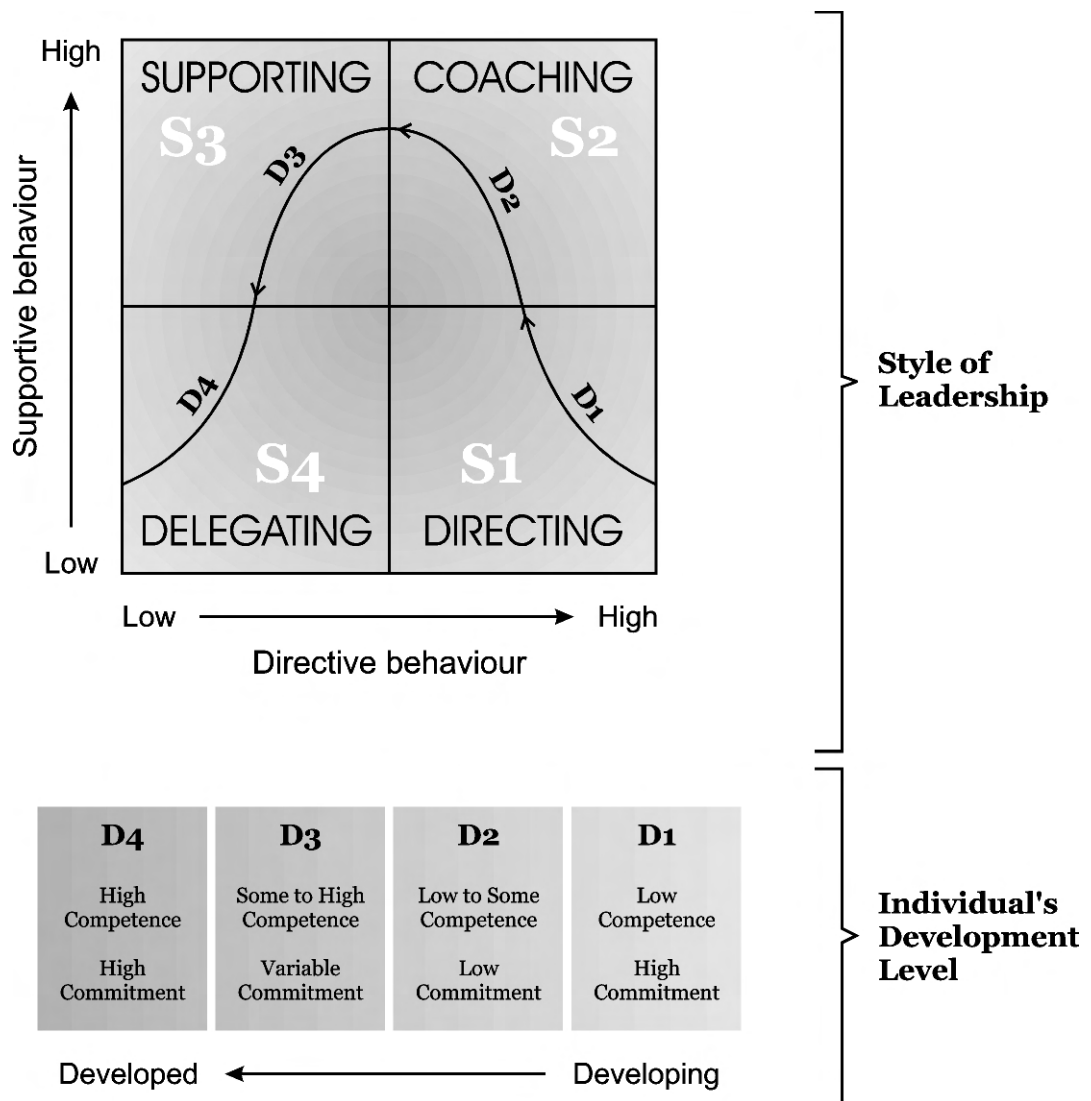 High
SUPPORTING
COACHING
S3
S2
D3
D2
Supportive behaviour
D4
D1
S4
S1
DELEGATING
DIRECTING
Low
Low
High
Directive behaviour
Style of
Leadership
D4
High
Competence
High
Commitment
D3
Some to High
Competence
Variable
Commitment
D2
Low to Some
Competence
Low
Commitment
D1
Low
Competence
High
Commitment
Individual's
Development
Level
Developed
Developing